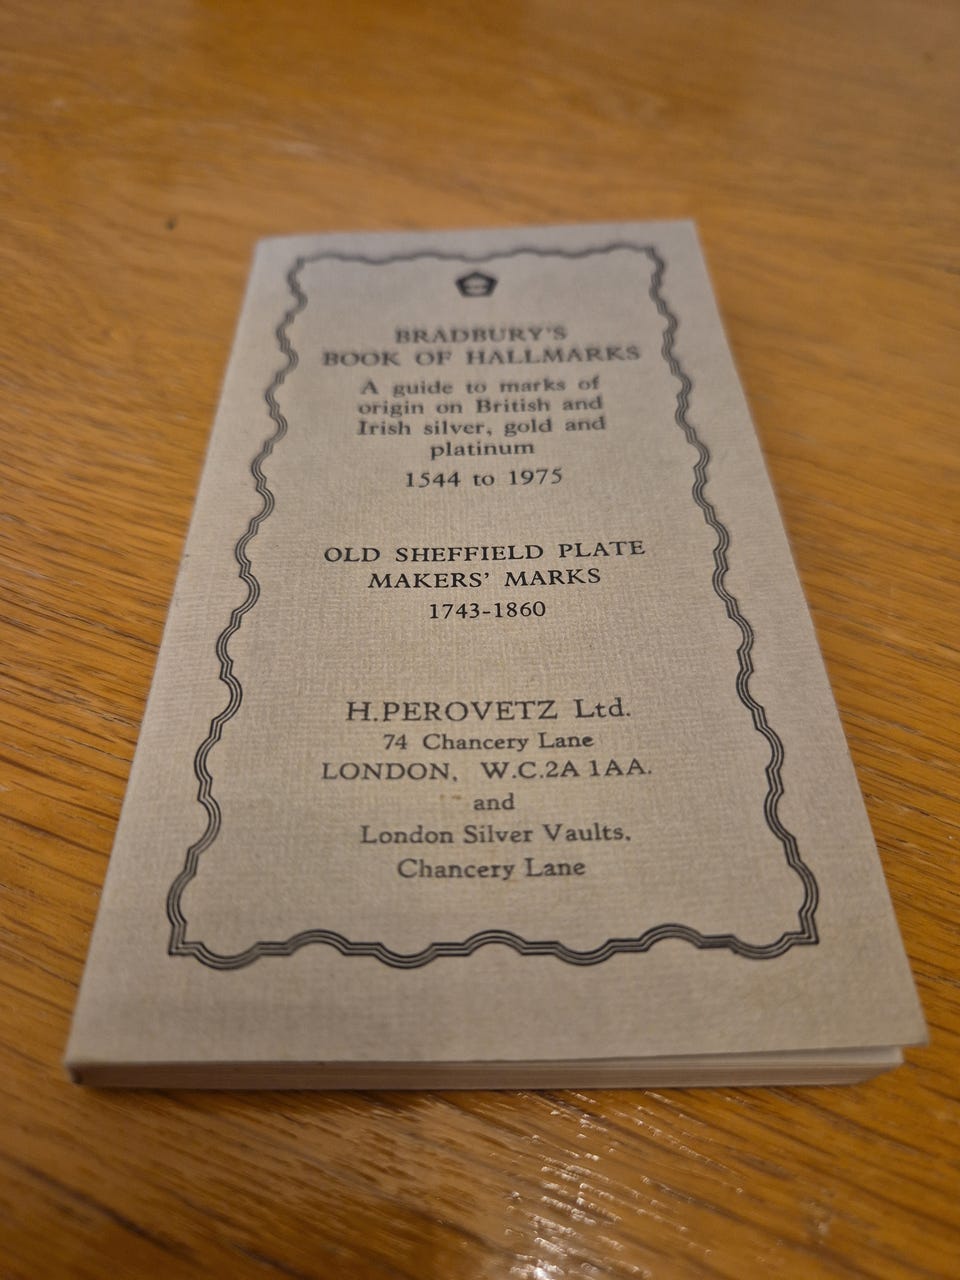 BRADBURY'S
BOOK OF HALLMARKS
A guide to marks of
origin on British and
Irish silver, gold and
platinum
1544 to 1975
OLD SHEFFIELD PLATE
MAKERS' MARKS
1743-1860
H.PEROVETZ Ltd.
74 Chancery Lane
LONDON, W.C.2A 1AA.
and
London Silver Vaults,
Chancery Lane